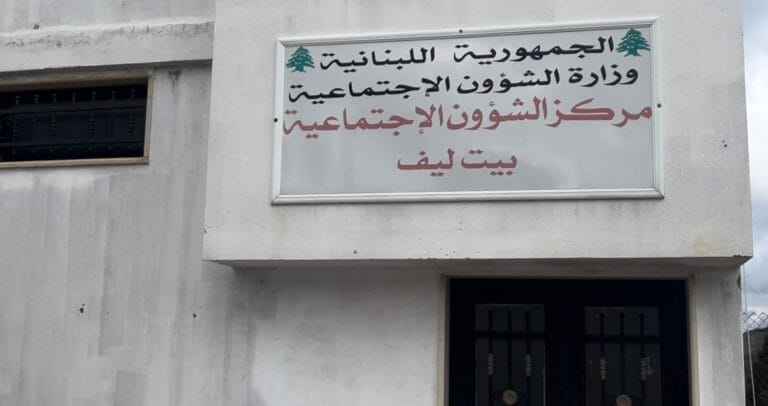 الجمهورية اللبنانية
وزارة الشؤون الإجتماعية
مركز الشؤون الإجتماعية
بيت ليف